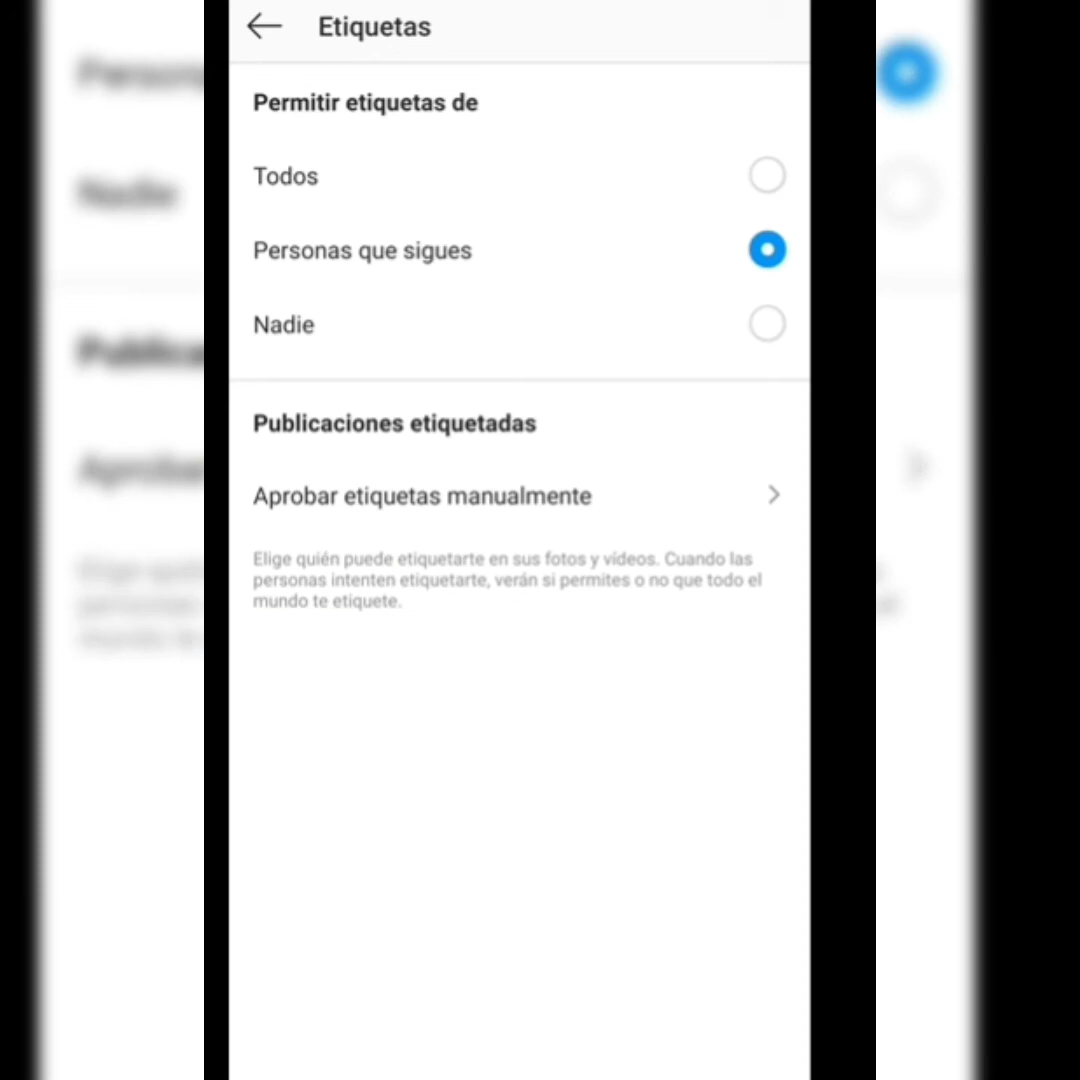 Etiquetas
Permitir etiquetas de
Todos
Personas que sigues
Nadie
Publicaciones etiquetadas
Aprobar etiquetas manualmente
Elige quién puede etiquetarte en sus fotos y vídeos. Cuando las
personas intenten etiquetarte, verán si permites o no que todo el
mundo te etiquete.